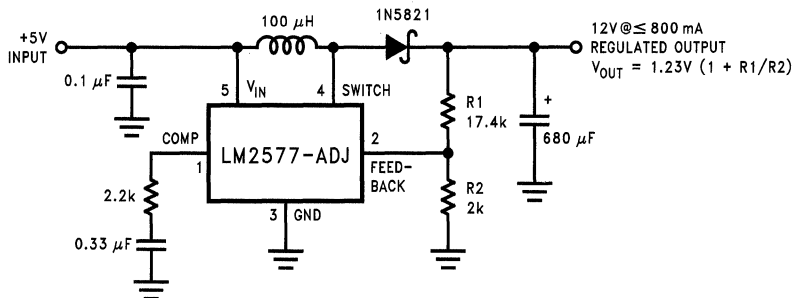 +5V
INPUT
0.1 µF
100 µH
1N5821
12V@≤ 800 mA
REGULATED OUTPUT
VOUT = 1.23V (1 + R1/R2)
5
VIN
4
SWITCH
R1
17.4k
+
680 µF
COMP
1
LM2577-ADJ
2
FEED-
BACK
2.2k
3
GND
R2
2k
0.33 µF